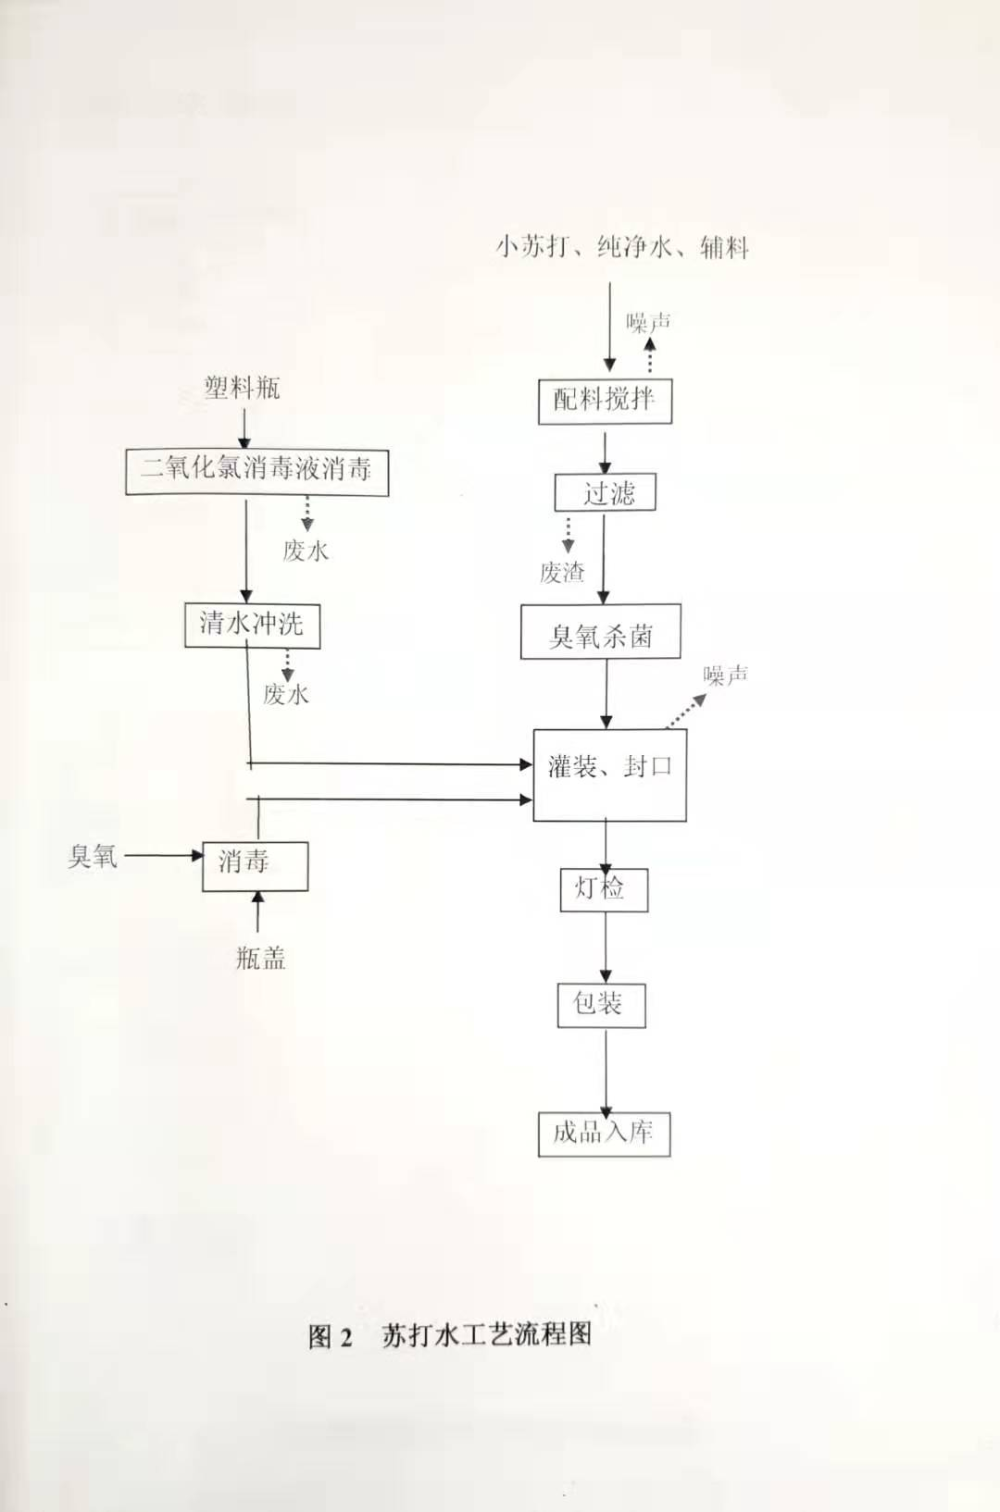 小苏打、纯净水、辅料
噪声
塑料瓶
配料搅拌
二氧化氯消毒液消毒
过滤
废水
废渣
清水冲洗
臭氧杀菌
废水
噪声
灌装、封口
臭氧
消毒
灯检
瓶盖
包装
成品入库
图 2 苏打水工艺流程图